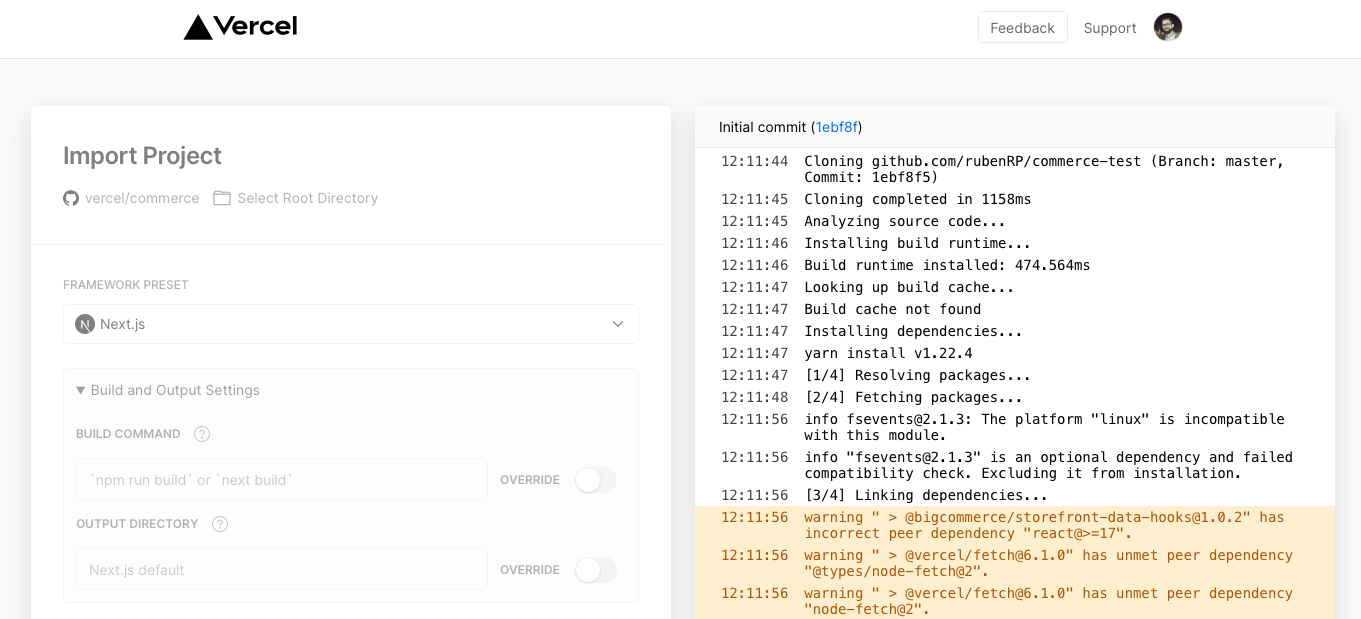 Vercel
Feedback
Support
Import Project
vercel/commerce
Select Root Directory
FRAMEWORK PRESET
N
Next.js
▼ Build and Output Settings
BUILD COMMAND
?
`npm run build` or `next build`
OVERRIDE
OUTPUT DIRECTORY
?
Next.js default
OVERRIDE
Initial commit (1ebf8f)
12:11:44 Cloning github.com/rubenRP/commerce-test (Branch: master,
Commit: 1ebf8f5)
12:11:45 Cloning completed in 1158ms
12:11:45 Analyzing source code...
12:11:46 Installing build runtime...
12:11:46 Build runtime installed: 474.564ms
12:11:47 Looking up build cache...
12:11:47 Build cache not found
12:11:47 Installing dependencies...
12:11:47 yarn install v1.22.4
12:11:47 [1/4] Resolving packages...
12:11:48 [2/4] Fetching packages...
12:11:56 info fsevents@2.1.3: The platform "linux" is incompatible
with this module.
12:11:56 info "fsevents@2.1.3" is an optional dependency and failed
compatibility check. Excluding it from installation.
12:11:56 [3/4] Linking dependencies...
12:11:56 warning " > @bigcommerce/storefront-data-hooks@1.0.2" has
incorrect peer dependency "react@>=17".
12:11:56 warning " > @vercel/fetch@6.1.0" has unmet peer dependency
"@types/node-fetch@2".
12:11:56 warning " > @vercel/fetch@6.1.0" has unmet peer dependency
"node-fetch@2".